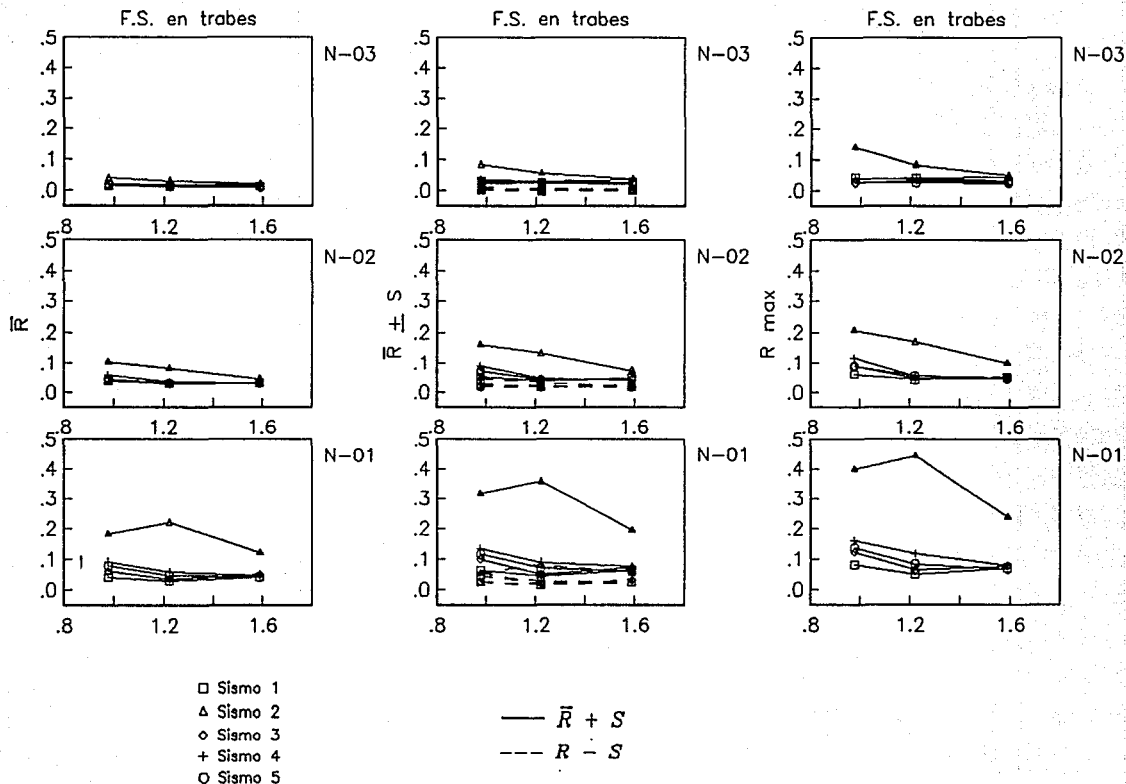 F.S. en trabes F.S. en trabes F.S. en trabes
.5 N-03 .5 N-03 .5 N-03
.4 .4 .4
.3 .3 .3
.2 .2 .2
.1 .1 .1
.0 .0 .0
.8 1.2 1.6 .8 1.2 1.6 .8 1.2 1.6
.5 N-02 .5 N-02 .5 N-02
.4 .4 .4
.3 .3 .3
R̅ R̅ ± S R max
.2 .2 .2
.1 .1 .1
.0 .0 .0
.8 1.2 1.6 .8 1.2 1.6 .8 1.2 1.6
.5 N-01 .5 N-01 .5 N-01
.4 .4 .4
.3 .3 .3
.2 .2 .2
.1 .1 .1
.0 .0 .0
.8 1.2 1.6 .8 1.2 1.6 .8 1.2 1.6
Sismo 1
Sismo 2
Sismo 3
Sismo 4
Sismo 5
R̅ + S
R - S